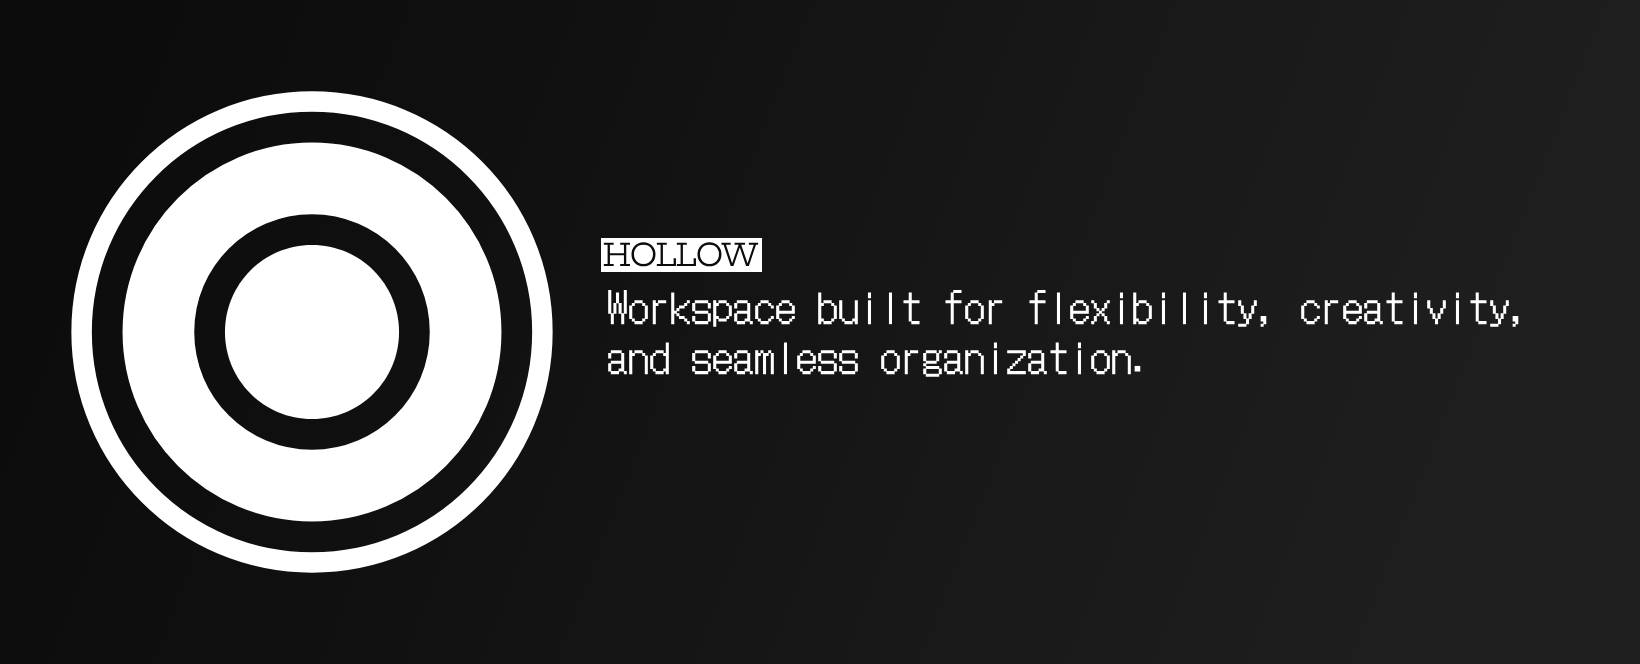 HOLLOW
Workspace built for flexibility, creativity,
and seamless organization.